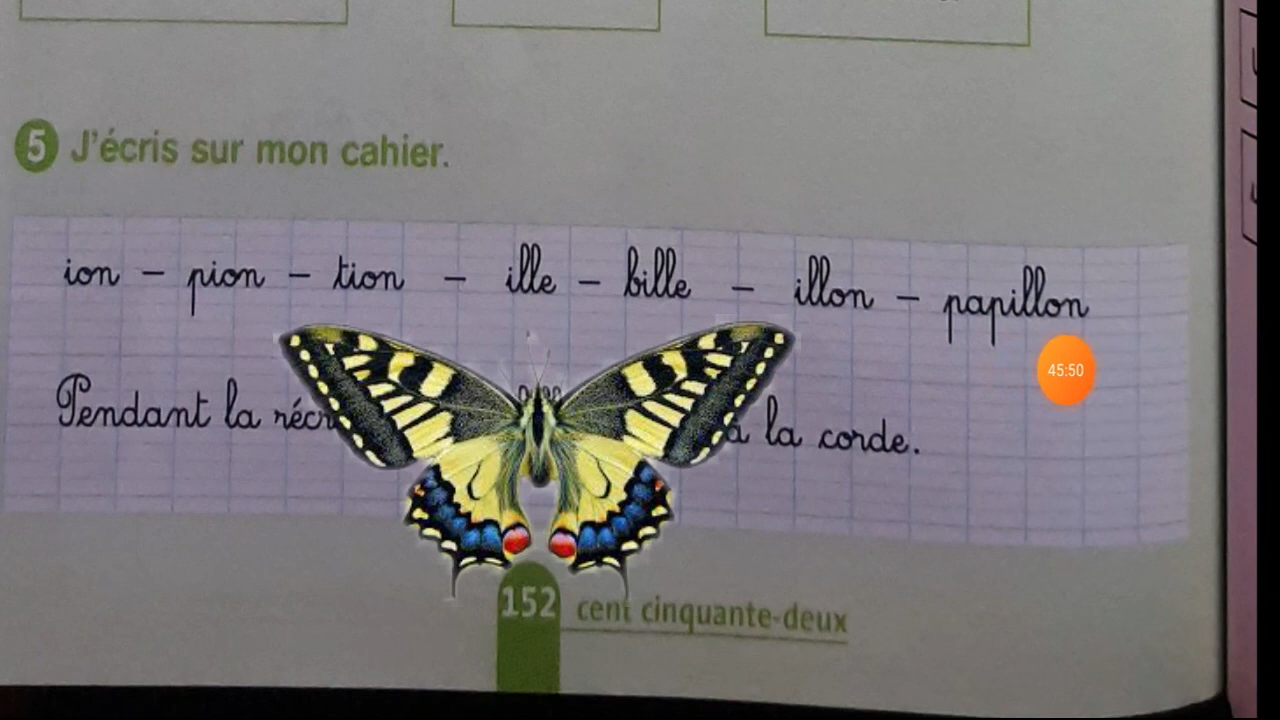 5 J'écris sur mon cahier.
ion – pion – tion – ille – bille – illon – papillon
45:50
Pendant la à la corde.
152 cent cinquante-deux